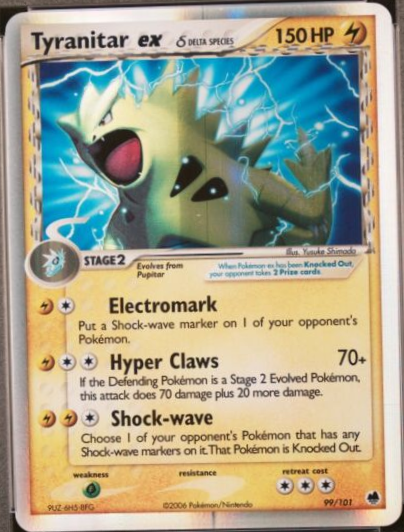 Tyranitar ex δ DELTA SPECIES 150 HP
Illus. Yusuke Shimada
STAGE 2 Evolves from
Pupitar
When Pokémon ex has been Knocked Out,
your opponent takes 2 Prize cards.
Electromark
Put a Shock-wave marker on 1 of your opponent's
Pokémon.
Hyper Claws 70+
If the Defending Pokémon is a Stage 2 Evolved Pokémon,
this attack does 70 damage plus 20 more damage.
Shock-wave
Choose 1 of your opponent's Pokémon that has any
Shock-wave markers on it. That Pokémon is Knocked Out.
weakness resistance retreat cost
9UZ-6H5-8FG ©2006 Pokémon/Nintendo 99/101